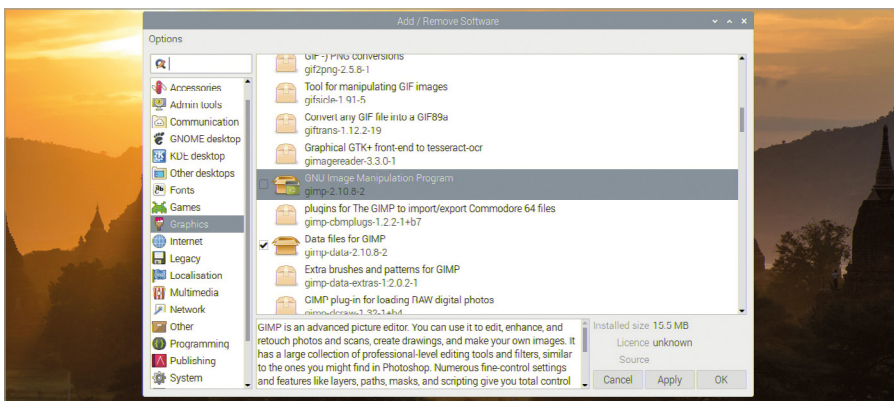 Add / Remove Software
Options
Accessories
Admin tools
Communication
GNOME desktop
KDE desktop
Other desktops
Fonts
Games
Graphics
Internet
Legacy
Localisation
Multimedia
Network
Other
Programming
Publishing
System
GIF -) PNG conversions
gif2png-2.5.8-1
Tool for manipulating GIF images
gifsicle-1.91-5
Convert any GIF file into a GIF89a
giftrans-1.12.2-19
Graphical GTK+ front-end to tesseract-ocr
gimagereader-3.3.0-1
GNU Image Manipulation Program
gimp-2.10.8-2
plugins for The GIMP to import/export Commodore 64 files
gimp-cbmplugs-1.2.2-1+b7
Data files for GIMP
gimp-data-2.10.8-2
Extra brushes and patterns for GIMP
gimp-data-extras-1:2.0.2-1
GIMP plug-in for loading RAW digital photos
gimp-dcraw-1.32-1+b4
GIMP is an advanced picture editor. You can use it to edit, enhance, and
retouch photos and scans, create drawings, and make your own images. It
has a large collection of professional-level editing tools and filters, similar
to the ones you might find in Photoshop. Numerous fine-control settings
and features like layers, paths, masks, and scripting give you total control
Installed size 15.5 MB
Licence unknown
Source
Cancel Apply OK